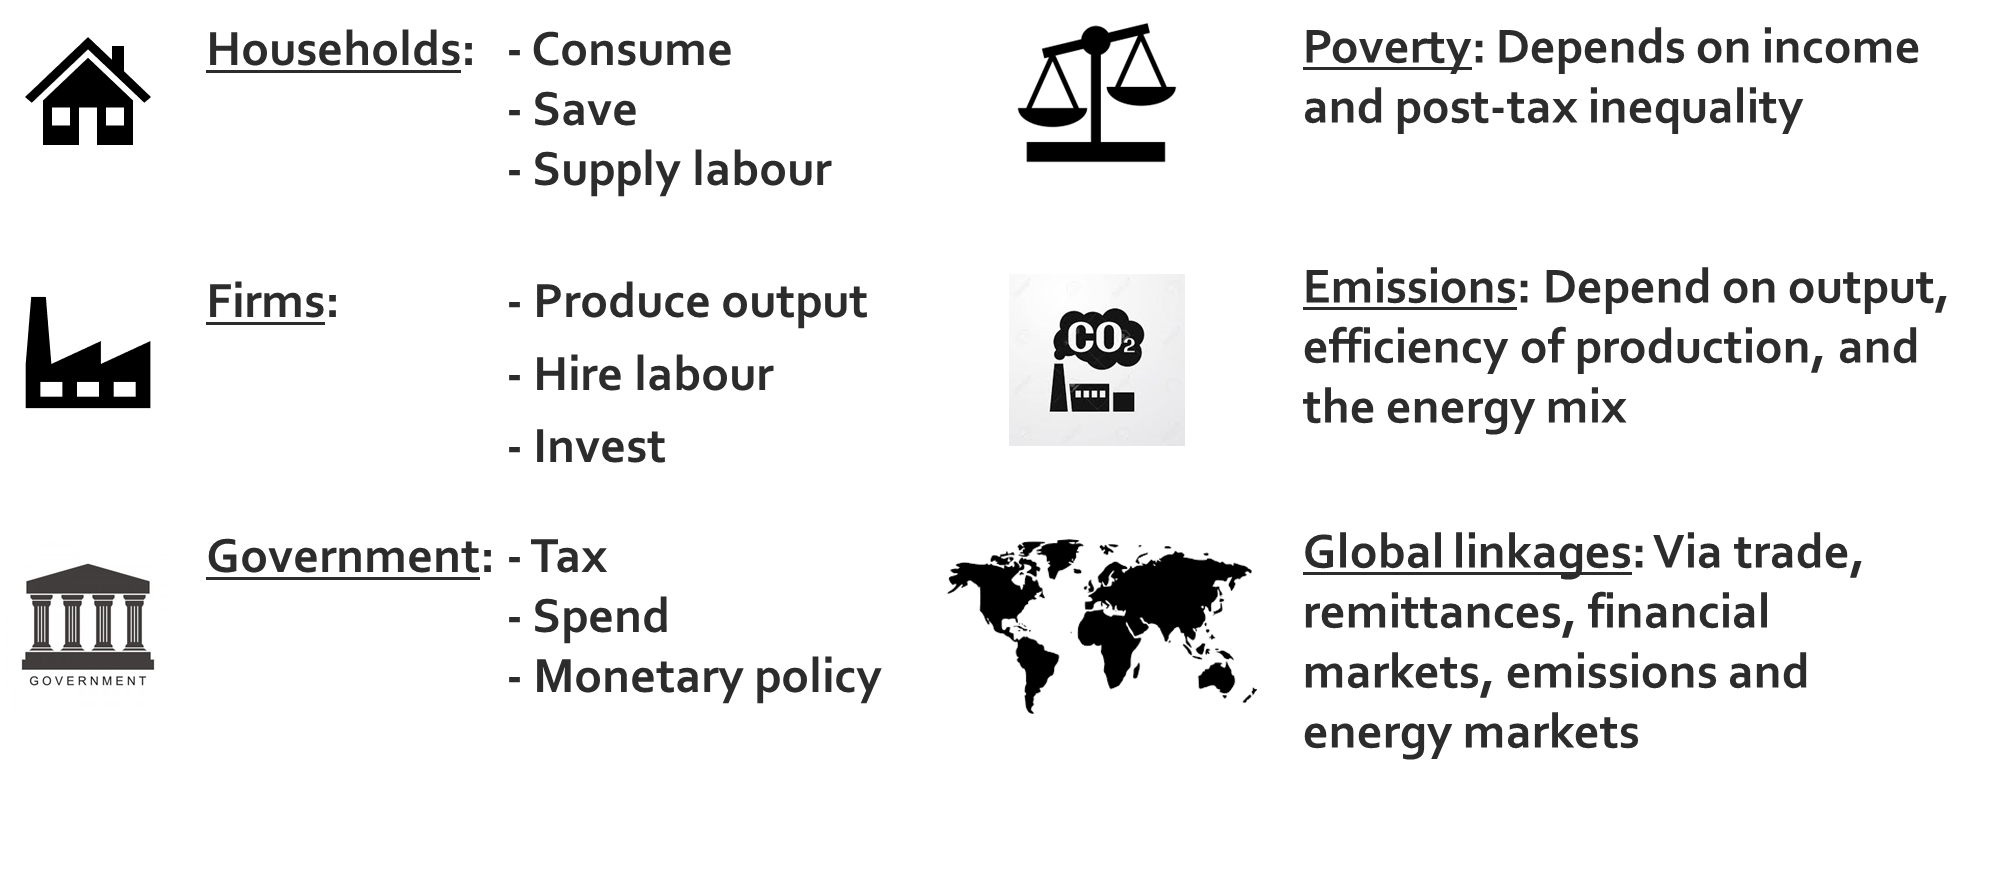 Households: - Consume
- Save
- Supply labour
Firms: - Produce output
- Hire labour
- Invest
Government: - Tax
- Spend
- Monetary policy
GOVERNMENT
Poverty: Depends on income
and post-tax inequality
CO2
Emissions: Depend on output,
efficiency of production, and
the energy mix
Global linkages: Via trade,
remittances, financial
markets, emissions and
energy markets